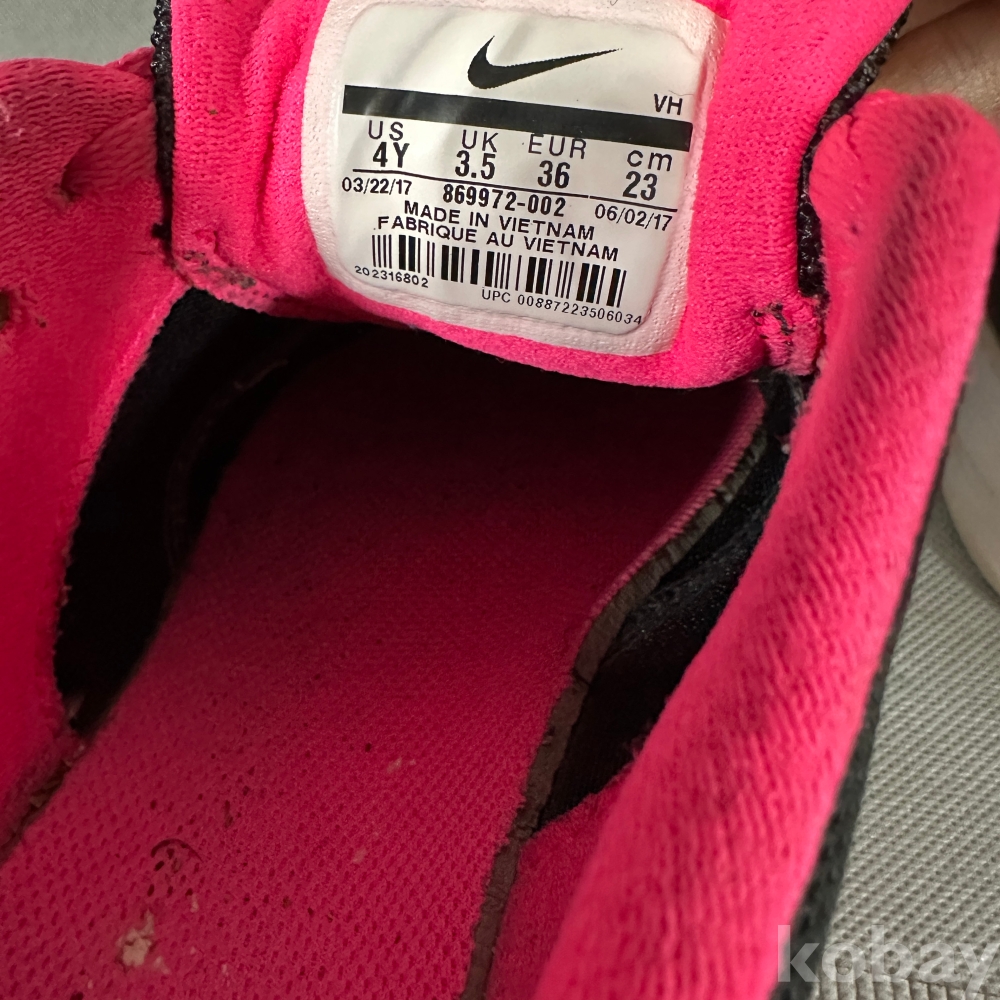 VH
US UK EUR cm
4Y 3.5 36 23
03/22/17 869972-002 06/02/17
MADE IN VIETNAM
FABRIQUE AU VIETNAM
202316802 UPC 00887223506034
kobay